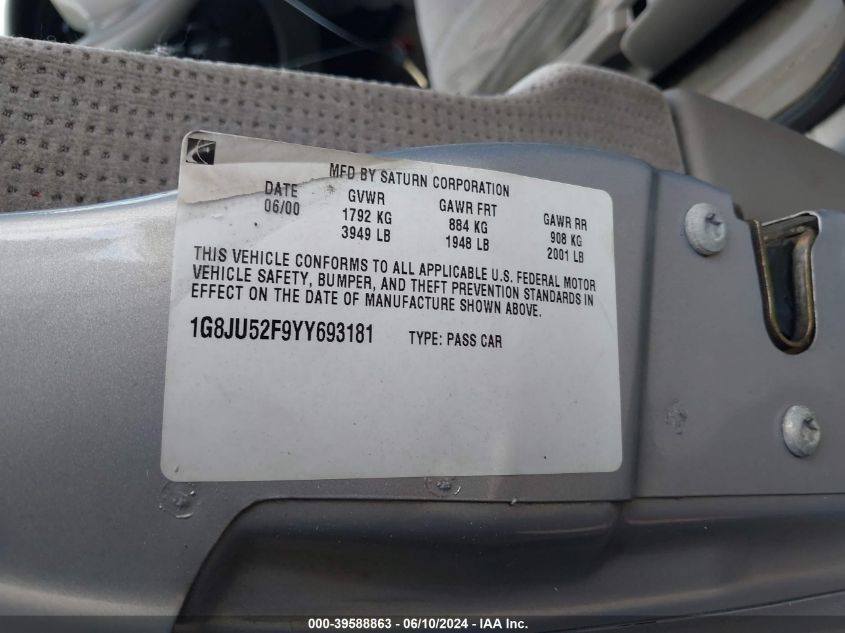 MFD BY SATURN CORPORATION
DATE GVWR GAWR FRT GAWR RR
06/00 1792 KG 884 KG 908 KG
3949 LB 1948 LB 2001 LB
THIS VEHICLE CONFORMS TO ALL APPLICABLE U.S. FEDERAL MOTOR
VEHICLE SAFETY, BUMPER, AND THEFT PREVENTION STANDARDS IN
EFFECT ON THE DATE OF MANUFACTURE SHOWN ABOVE.
1G8JU52F9YY693181 TYPE: PASS CAR
000-39588863 - 06/10/2024 - IAA Inc.